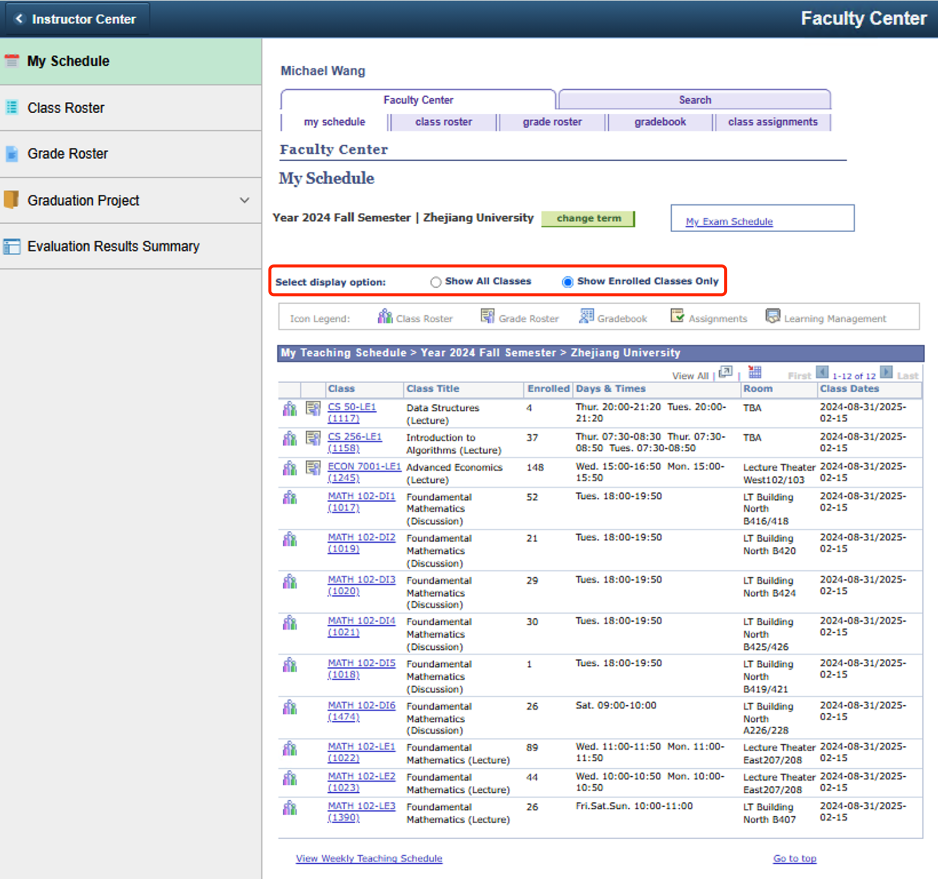 Instructor Center
Faculty Center
My Schedule
Class Roster
Grade Roster
Graduation Project
Evaluation Results Summary
Michael Wang
Faculty Center
Search
my schedule
class roster
grade roster
gradebook
class assignments
Faculty Center
My Schedule
Year 2024 Fall Semester | Zhejiang University
change term
My Exam Schedule
Select display option:
Show All Classes
Show Enrolled Classes Only
Icon Legend:
Class Roster
Grade Roster
Gradebook
Assignments
Learning Management
My Teaching Schedule > Year 2024 Fall Semester > Zhejiang University
View All | |
First 1-12 of 12 Last
Class
Class Title
Enrolled
Days & Times
Room
Class Dates
CS 50-LE1
(1117)
Data Structures
(Lecture)
4
Thur. 20:00-21:20 Tues. 20:00-
21:20
TBA
2024-08-31/2025-
02-15
CS 256-LE1
(1158)
Introduction to
Algorithms (Lecture)
37
Thur. 07:30-08:30 Thur. 07:30-
08:50 Tues. 07:30-08:50
TBA
2024-08-31/2025-
02-15
ECON 7001-LE1
(1245)
Advanced Economics
(Lecture)
148
Wed. 15:00-16:50 Mon. 15:00-
15:50
Lecture Theater
West102/103
2024-08-31/2025-
02-15
MATH 102-DI1
(1017)
Foundamental
Mathematics
(Discussion)
52
Tues. 18:00-19:50
LT Building
North
B416/418
2024-08-31/2025-
02-15
MATH 102-DI2
(1019)
Foundamental
Mathematics
(Discussion)
21
Tues. 18:00-19:50
LT Building
North B420
2024-08-31/2025-
02-15
MATH 102-DI3
(1020)
Foundamental
Mathematics
(Discussion)
29
Tues. 18:00-19:50
LT Building
North B424
2024-08-31/2025-
02-15
MATH 102-DI4
(1021)
Foundamental
Mathematics
(Discussion)
30
Tues. 18:00-19:50
LT Building
North
B425/426
2024-08-31/2025-
02-15
MATH 102-DI5
(1018)
Foundamental
Mathematics
(Discussion)
1
Tues. 18:00-19:50
LT Building
North
B419/421
2024-08-31/2025-
02-15
MATH 102-DI6
(1474)
Foundamental
Mathematics
(Discussion)
26
Sat. 09:00-10:00
LT Building
North
A226/228
2024-08-31/2025-
02-15
MATH 102-LE1
(1022)
Foundamental
Mathematics (Lecture)
89
Wed. 11:00-11:50 Mon. 11:00-
11:50
Lecture Theater
East207/208
2024-08-31/2025-
02-15
MATH 102-LE2
(1023)
Foundamental
Mathematics (Lecture)
44
Wed. 10:00-10:50 Mon. 10:00-
10:50
Lecture Theater
East207/208
2024-08-31/2025-
02-15
MATH 102-LE3
(1390)
Foundamental
Mathematics (Lecture)
26
Fri.Sat.Sun. 10:00-11:00
LT Building
North B407
2024-08-31/2025-
02-15
View Weekly Teaching Schedule
Go to top